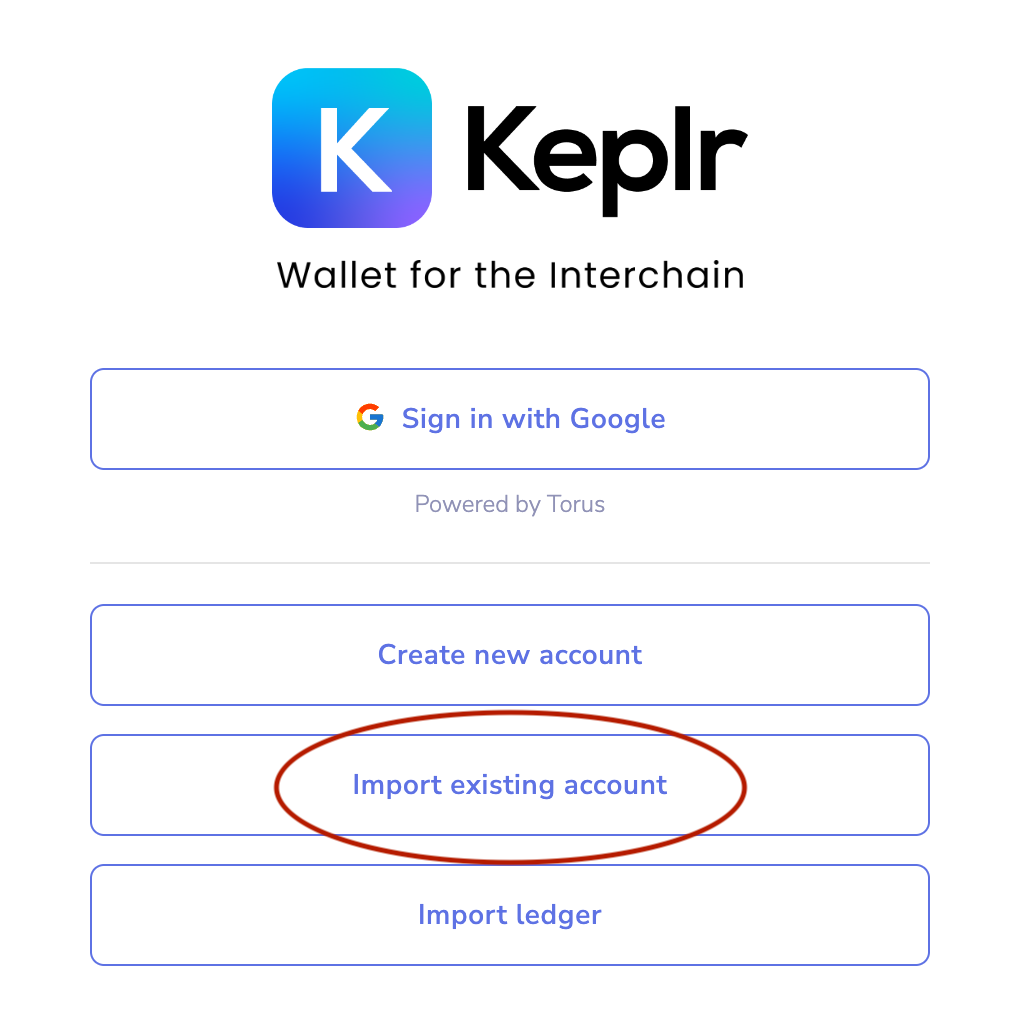 K Keplr
Wallet for the Interchain
G Sign in with Google
Powered by Torus
Create new account
Import existing account
Import ledger